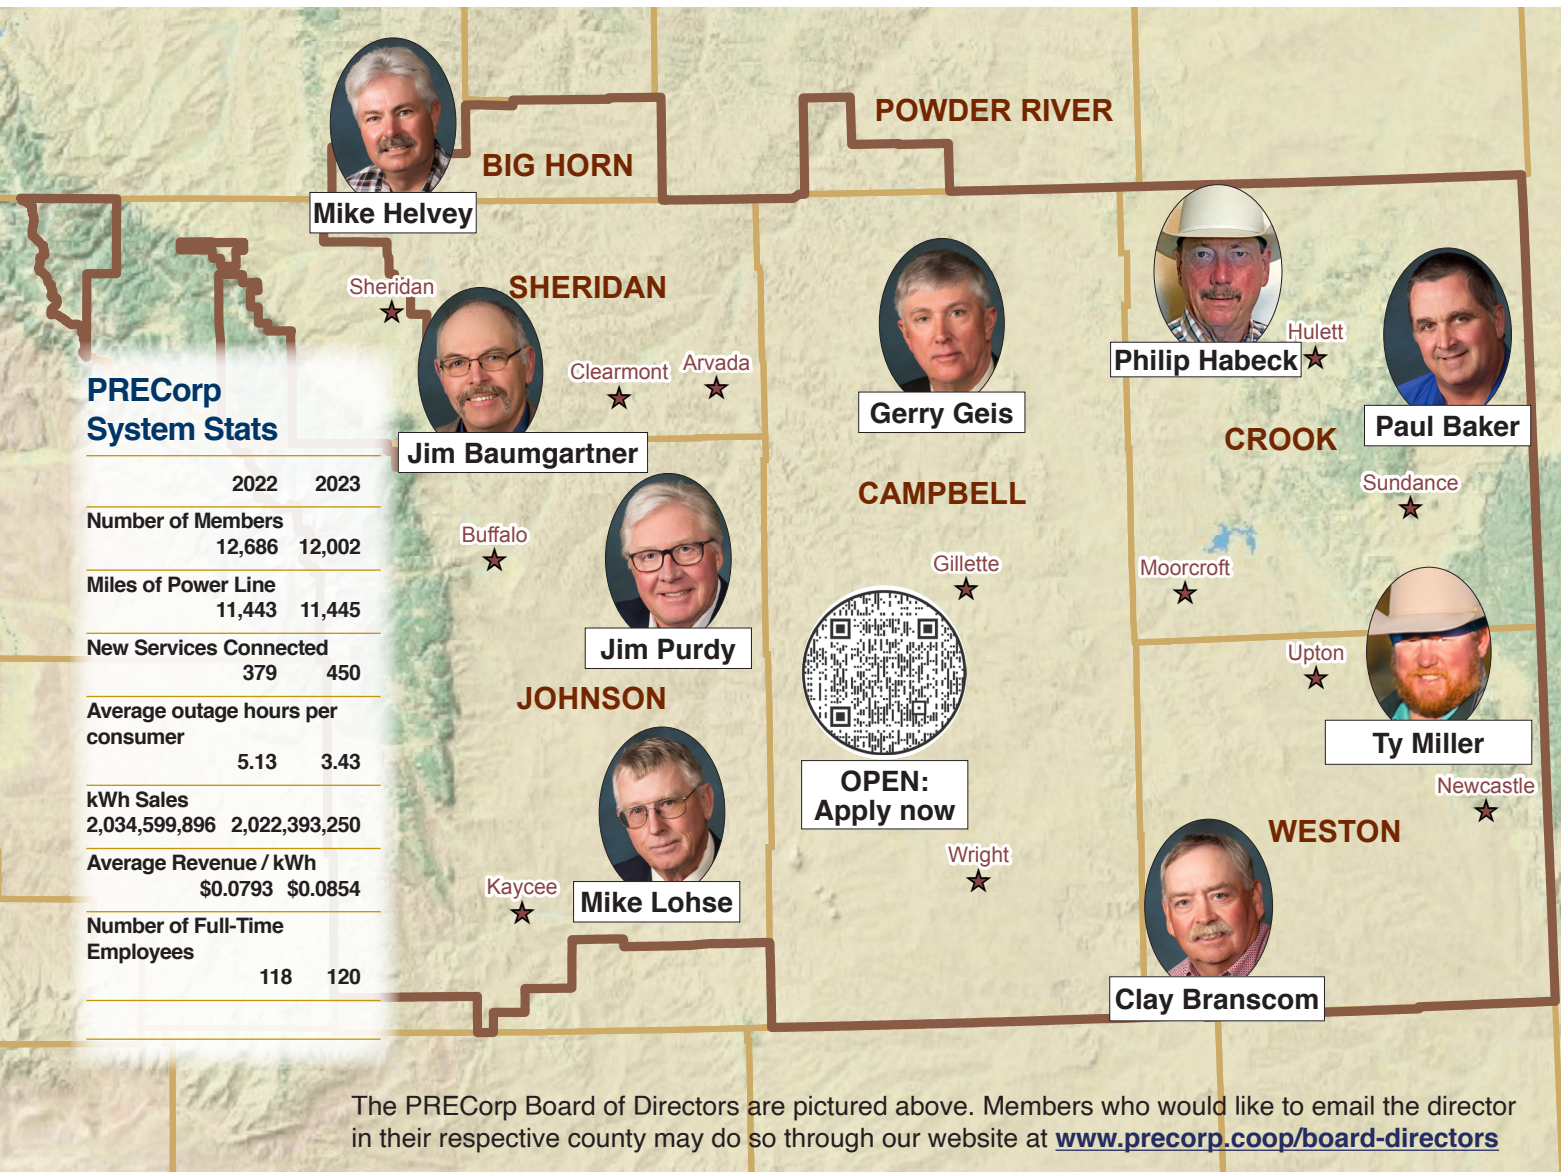 POWDER RIVER
BIG HORN
Mike Helvey
Sheridan
SHERIDAN
Hulett
Philip Habeck
Clearmont
Arvada
Gerry Geis
Paul Baker
Jim Baumgartner
CROOK
CAMPBELL
Sundance
Buffalo
Gillette
Moorcroft
Jim Purdy
Upton
JOHNSON
Ty Miller
OPEN:
Apply now
Newcastle
WESTON
Wright
Kaycee
Mike Lohse
Clay Branscom
PRECorp
System Stats
2022 2023
Number of Members
12,686 12,002
Miles of Power Line
11,443 11,445
New Services Connected
379 450
Average outage hours per
consumer
5.13 3.43
kWh Sales
2,034,599,896 2,022,393,250
Average Revenue / kWh
$0.0793 $0.0854
Number of Full-Time
Employees
118 120
The PRECorp Board of Directors are pictured above. Members who would like to email the director
in their respective county may do so through our website at www.precorp.coop/board-directors